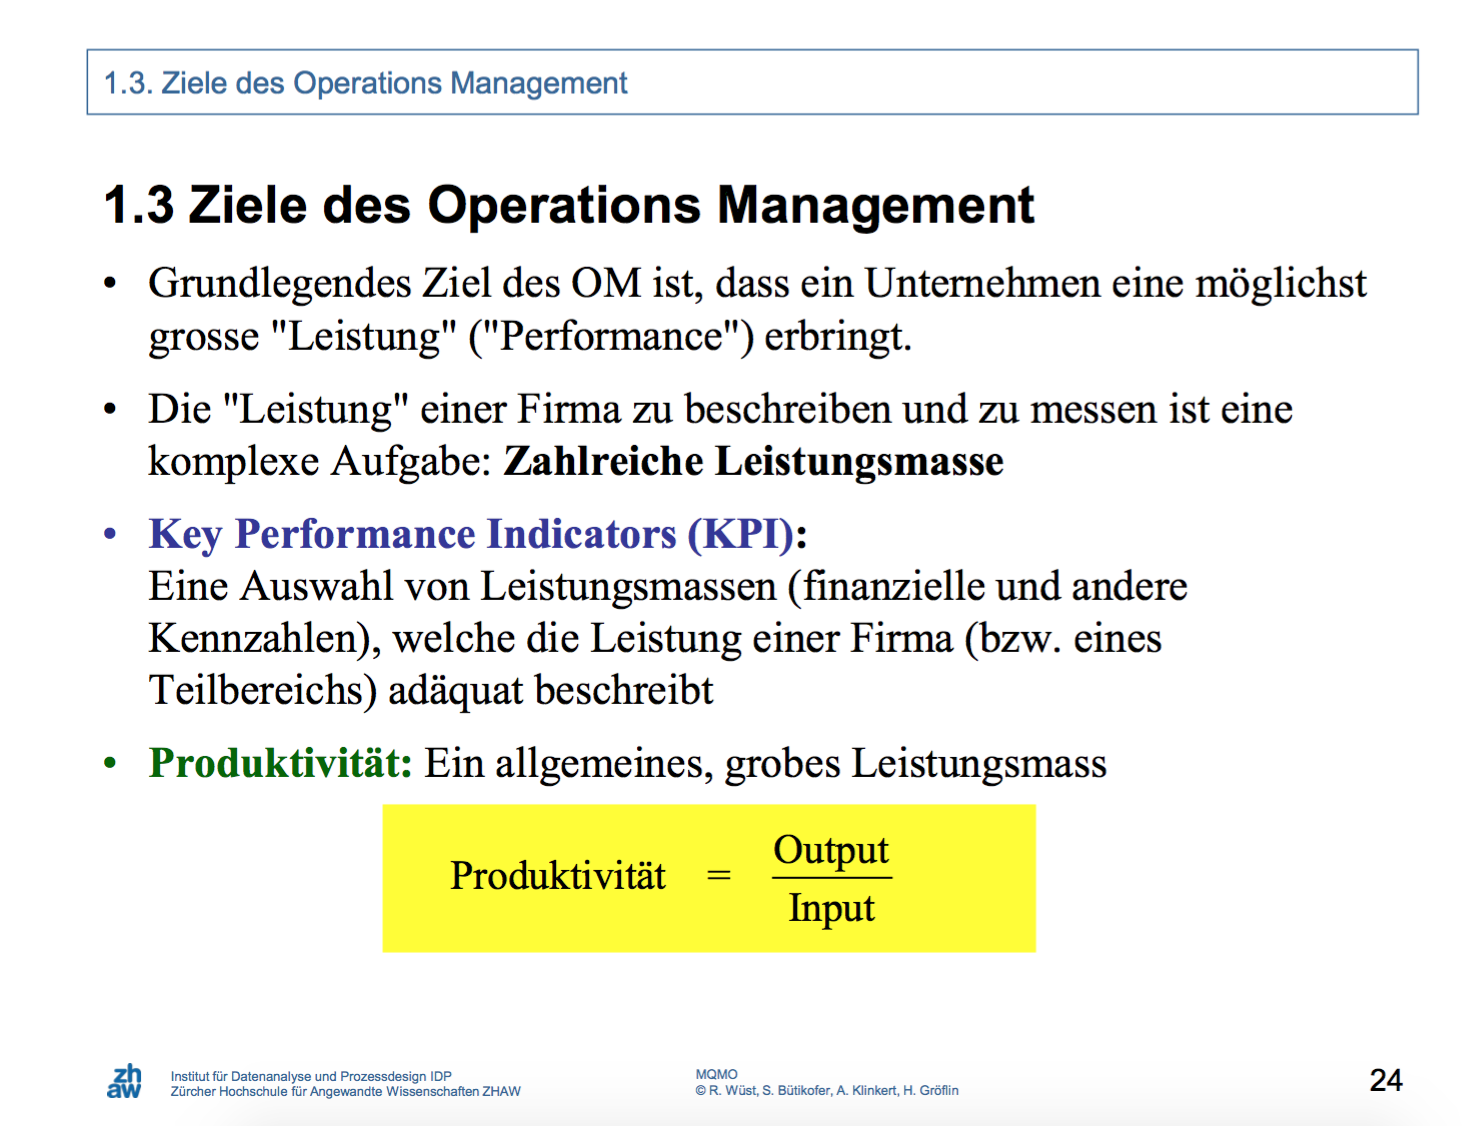 1.3. Ziele des Operations Management
1.3 Ziele des Operations Management
• Grundlegendes Ziel des OM ist, dass ein Unternehmen eine möglichst
grosse "Leistung" ("Performance") erbringt.
• Die "Leistung" einer Firma zu beschreiben und zu messen ist eine
komplexe Aufgabe: Zahlreiche Leistungsmasse
• Key Performance Indicators (KPI):
Eine Auswahl von Leistungsmassen (finanzielle und andere
Kennzahlen), welche die Leistung einer Firma (bzw. eines
Teilbereichs) adäquat beschreibt
• Produktivität: Ein allgemeines, grobes Leistungsmass
Output
Produktivität =
Input
zh
aw
Institut für Datenanalyse und Prozessdesign IDP
Zürcher Hochschule für Angewandte Wissenschaften ZHAW
MQMO
© R. Wüst, S. Bütikofer, A. Klinkert, H. Gröflin
24